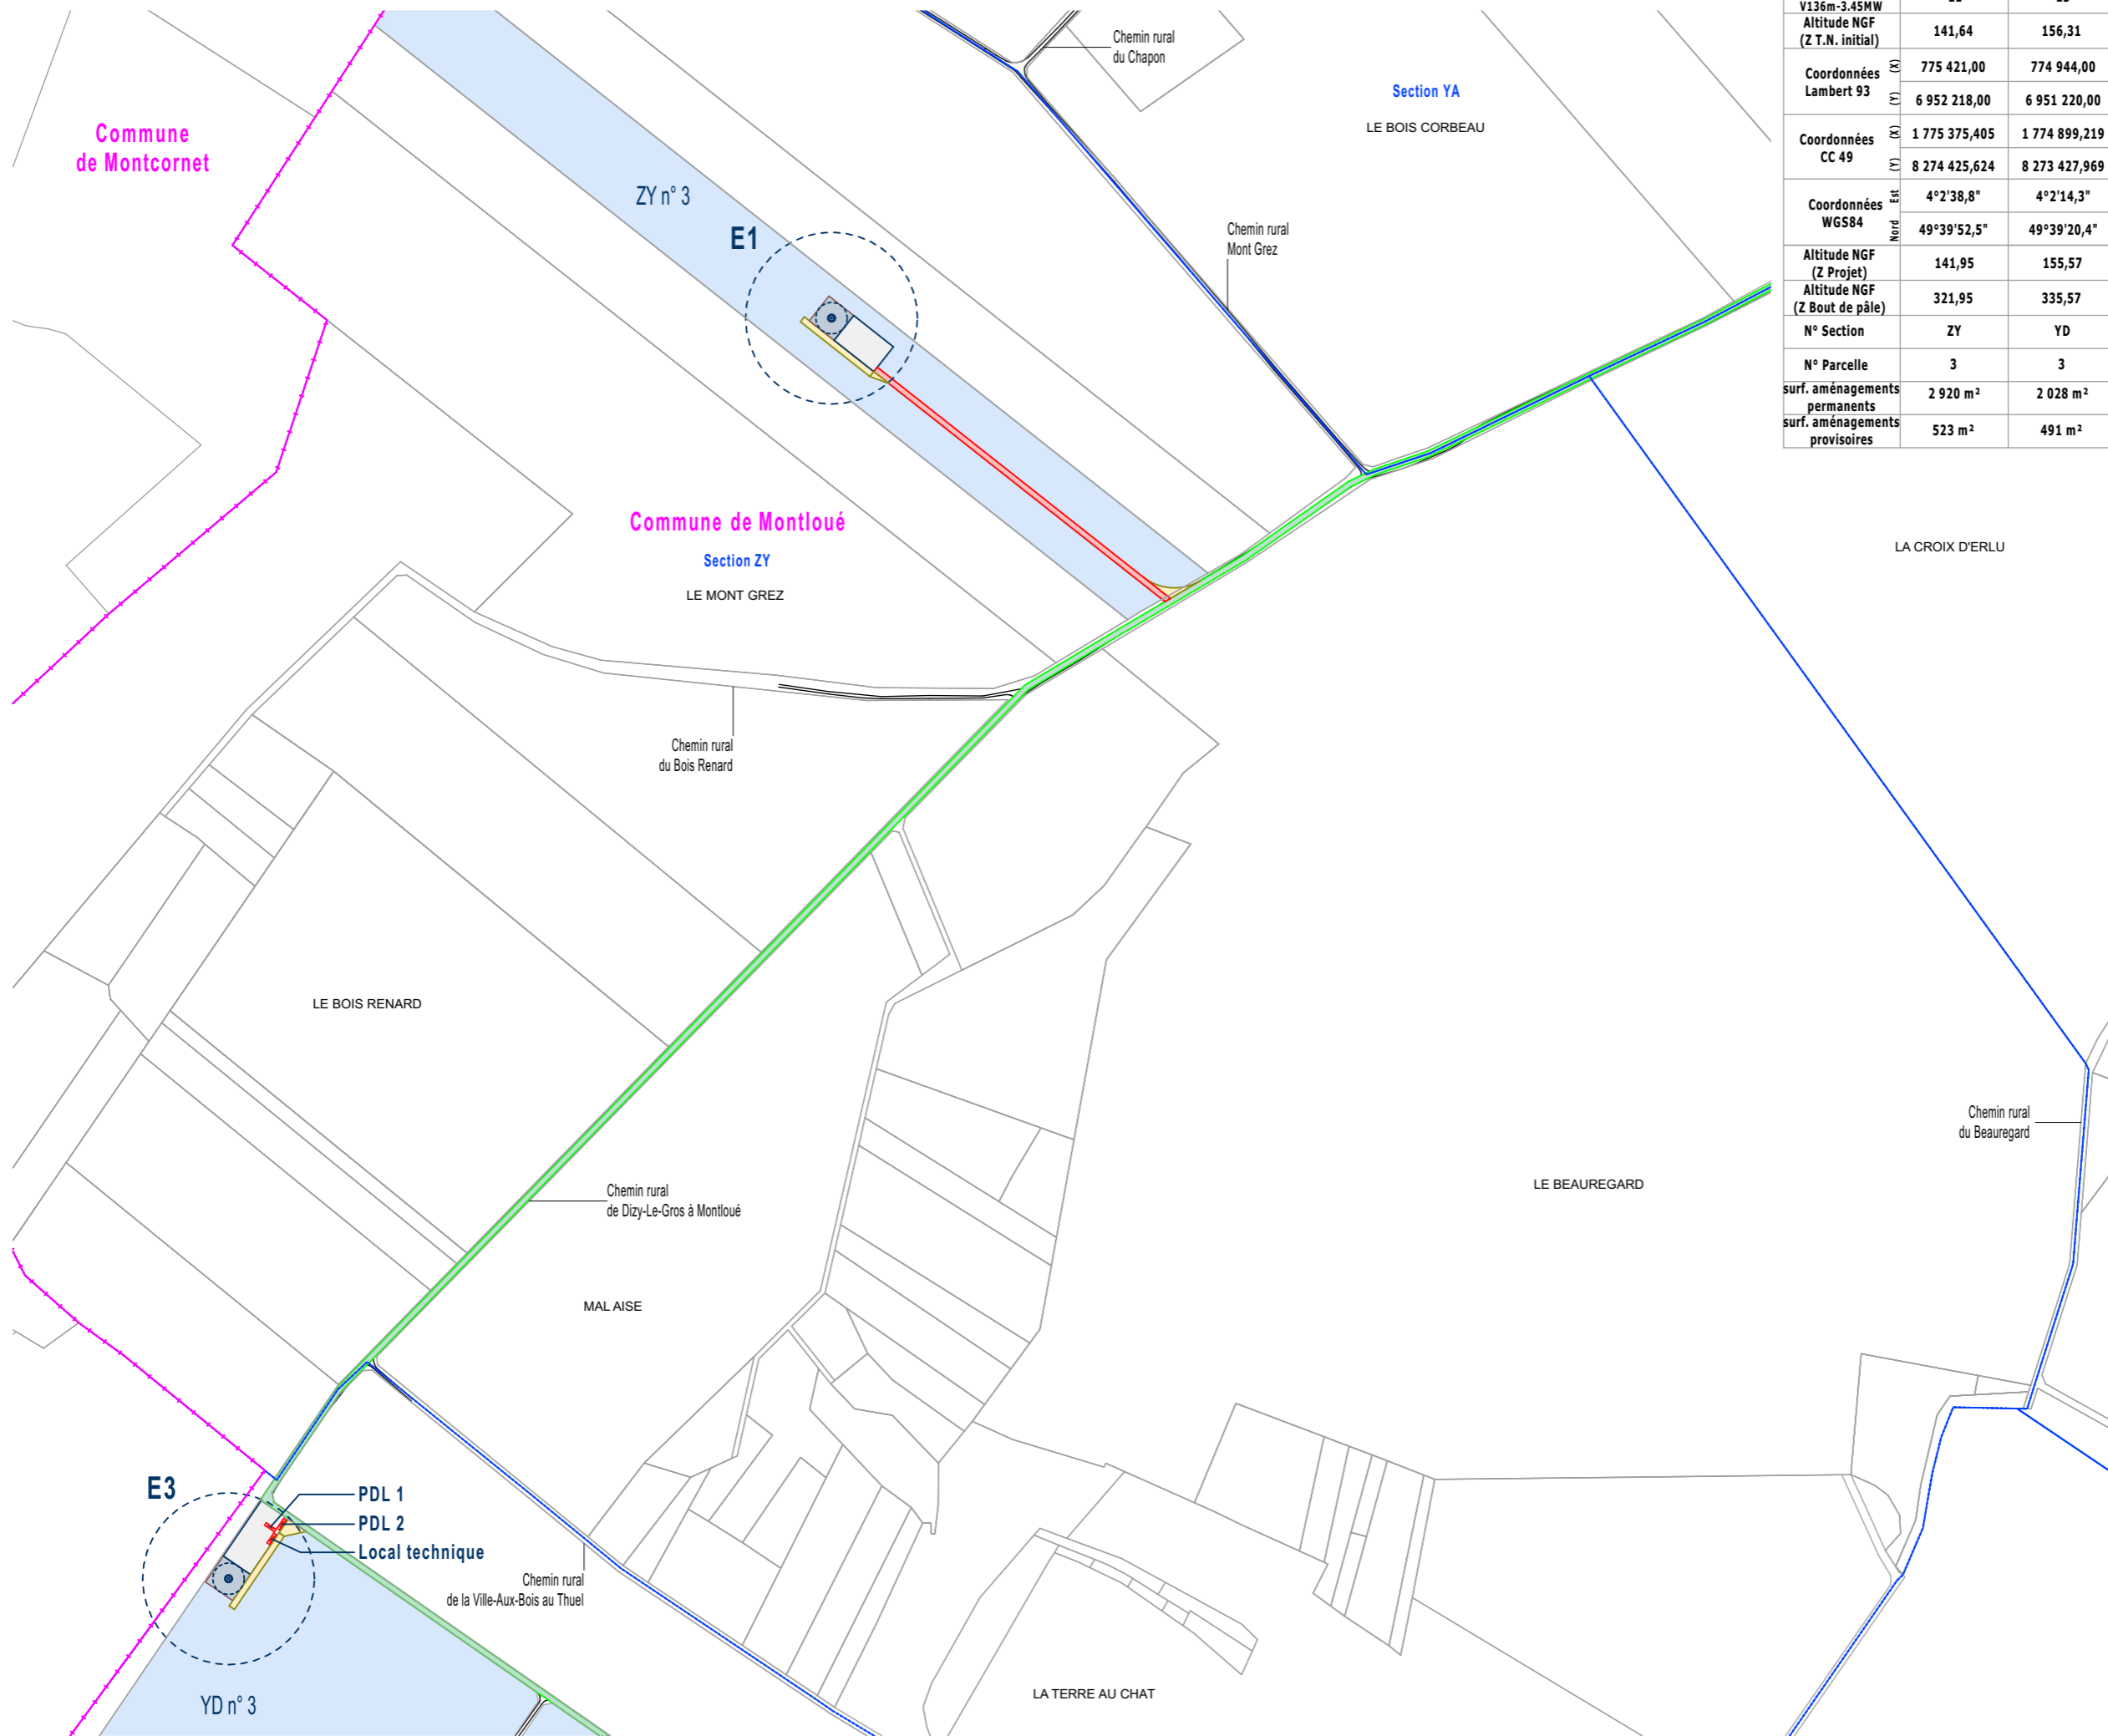 V136m-3.45MW
Altitude NGF
(Z T.N. initial)
141,64
156,31
Coordonnées
Lambert 93
(X)
775 421,00
774 944,00
(Y)
6 952 218,00
6 951 220,00
Coordonnées
CC 49
(X)
1 775 375,405
1 774 899,219
(Y)
8 274 425,624
8 273 427,969
Coordonnées
WGS84
Est
4°2'38,8"
4°2'14,3"
Nord
49°39'52,5"
49°39'20,4"
Altitude NGF
(Z Projet)
141,95
155,57
Altitude NGF
(Z Bout de pâle)
321,95
335,57
N° Section
ZY
YD
N° Parcelle
3
3
surf. aménagements
permanents
2 920 m²
2 028 m²
surf. aménagements
provisoires
523 m²
491 m²
Chemin rural
du Chapon
Section YA
LE BOIS CORBEAU
Commune
de Montcornet
ZY n° 3
E1
Chemin rural
Mont Grez
Commune de Montloué
Section ZY
LE MONT GREZ
LA CROIX D'ERLU
Chemin rural
du Bois Renard
LE BOIS RENARD
Chemin rural
du Beauregard
LE BEAUREGARD
Chemin rural
de Dizy-Le-Gros à Montloué
MAL AISE
E3
PDL 1
PDL 2
Local technique
Chemin rural
de la Ville-Aux-Bois au Thuel
LA TERRE AU CHAT
YD n° 3